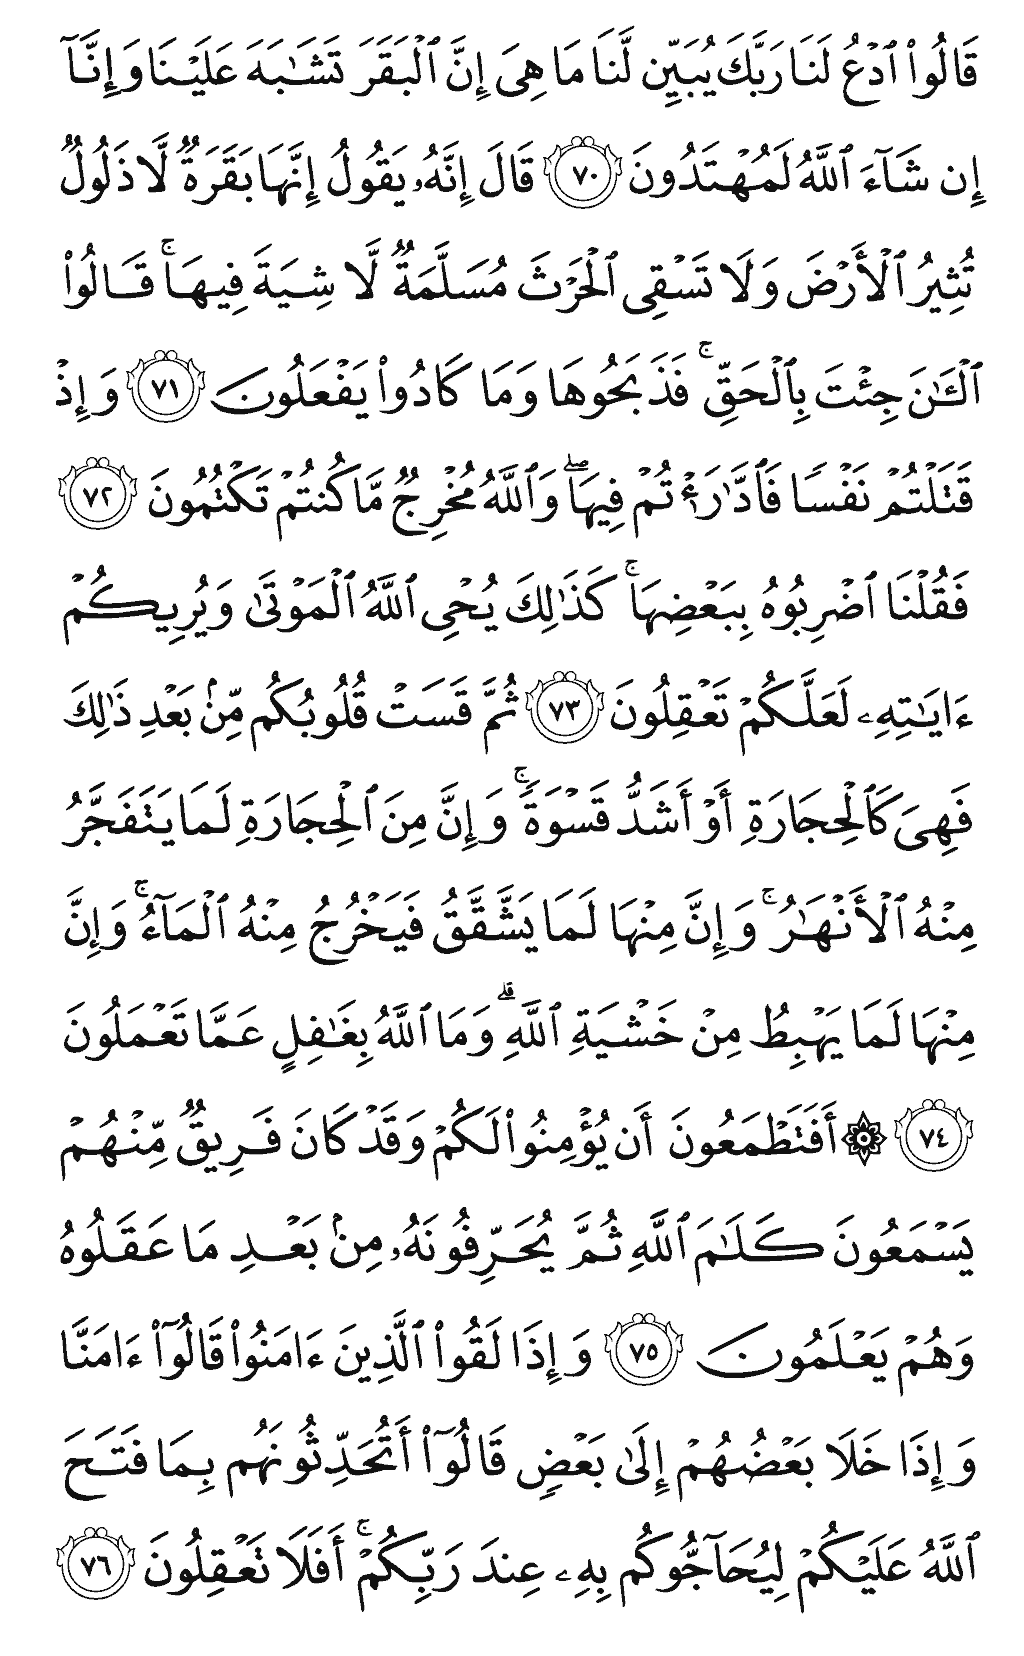 قَالُوا۟ ٱدْعُ لَنَا رَبَّكَ يُبَيِّن لَّنَا مَا هِىَ إِنَّ ٱلْبَقَرَ تَشَـٰبَهَ عَلَيْنَا وَإِنَّآ
إِن شَآءَ ٱللَّهُ لَمُهْتَدُونَ ٧٠ قَالَ إِنَّهُۥ يَقُولُ إِنَّهَا بَقَرَةٌ لَّا ذَلُولٌ
تُثِيرُ ٱلْأَرْضَ وَلَا تَسْقِى ٱلْحَرْثَ مُسَلَّمَةٌ لَّا شِيَةَ فِيهَا ۚ قَالُوا۟
ٱلْـَٔـٰنَ جِئْتَ بِٱلْحَقِّ ۚ فَذَبَحُوهَا وَمَا كَادُوا۟ يَفْعَلُونَ ٧١ وَإِذْ
قَتَلْتُمْ نَفْسًا فَٱدَّٰرَْٰٔتُمْ فِيهَا ۖ وَٱللَّهُ مُخْرِجٌ مَّا كُنتُمْ تَكْتُمُونَ ٧٢
فَقُلْنَا ٱضْرِبُوهُ بِبَعْضِهَا ۚ كَذَٰلِكَ يُحْىِ ٱللَّهُ ٱلْمَوْتَىٰ وَيُرِيكُمْ
ءَايَـٰتِهِۦ لَعَلَّكُمْ تَعْقِلُونَ ٧٣ ثُمَّ قَسَتْ قُلُوبُكُم مِّنۢ بَعْدِ ذَٰلِكَ
فَهِىَ كَٱلْحِجَارَةِ أَوْ أَشَدُّ قَسْوَةً ۚ وَإِنَّ مِنَ ٱلْحِجَارَةِ لَمَا يَتَفَجَّرُ
مِنْهُ ٱلْأَنْهَـٰرُ ۚ وَإِنَّ مِنْهَا لَمَا يَشَّقَّقُ فَيَخْرُجُ مِنْهُ ٱلْمَآءُ ۚ وَإِنَّ
مِنْهَا لَمَا يَهْبِطُ مِنْ خَشْيَةِ ٱللَّهِ ۗ وَمَا ٱللَّهُ بِغَـٰفِلٍ عَمَّا تَعْمَلُونَ
٧٤ ۞ أَفَتَطْمَعُونَ أَن يُؤْمِنُوا۟ لَكُمْ وَقَدْ كَانَ فَرِيقٌ مِّنْهُمْ
يَسْمَعُونَ كَلَـٰمَ ٱللَّهِ ثُمَّ يُحَرِّفُونَهُۥ مِنۢ بَعْدِ مَا عَقَلُوهُ
وَهُمْ يَعْلَمُونَ ٧٥ وَإِذَا لَقُوا۟ ٱلَّذِينَ ءَامَنُوا۟ قَالُوٓا۟ ءَامَنَّا
وَإِذَا خَلَا بَعْضُهُمْ إِلَىٰ بَعْضٍ قَالُوٓا۟ أَتُحَدِّثُونَهُم بِمَا فَتَحَ
ٱللَّهُ عَلَيْكُمْ لِيُحَآجُّوكُم بِهِۦ عِندَ رَبِّكُمْ ۚ أَفَلَا تَعْقِلُونَ ٧٦